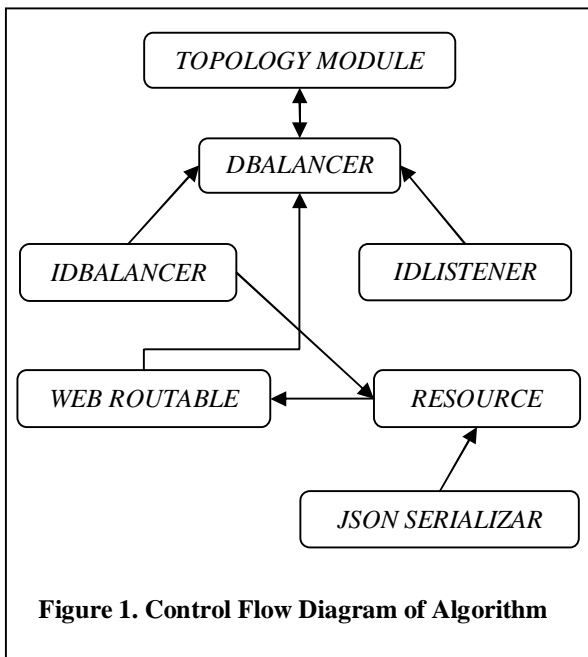 TOPOLOGY MODULE
DBALANCER
IDBALANCER
IDLISTENER
WEB ROUTABLE
RESOURCE
JSON SERIALIZAR
Figure 1. Control Flow Diagram of Algorithm